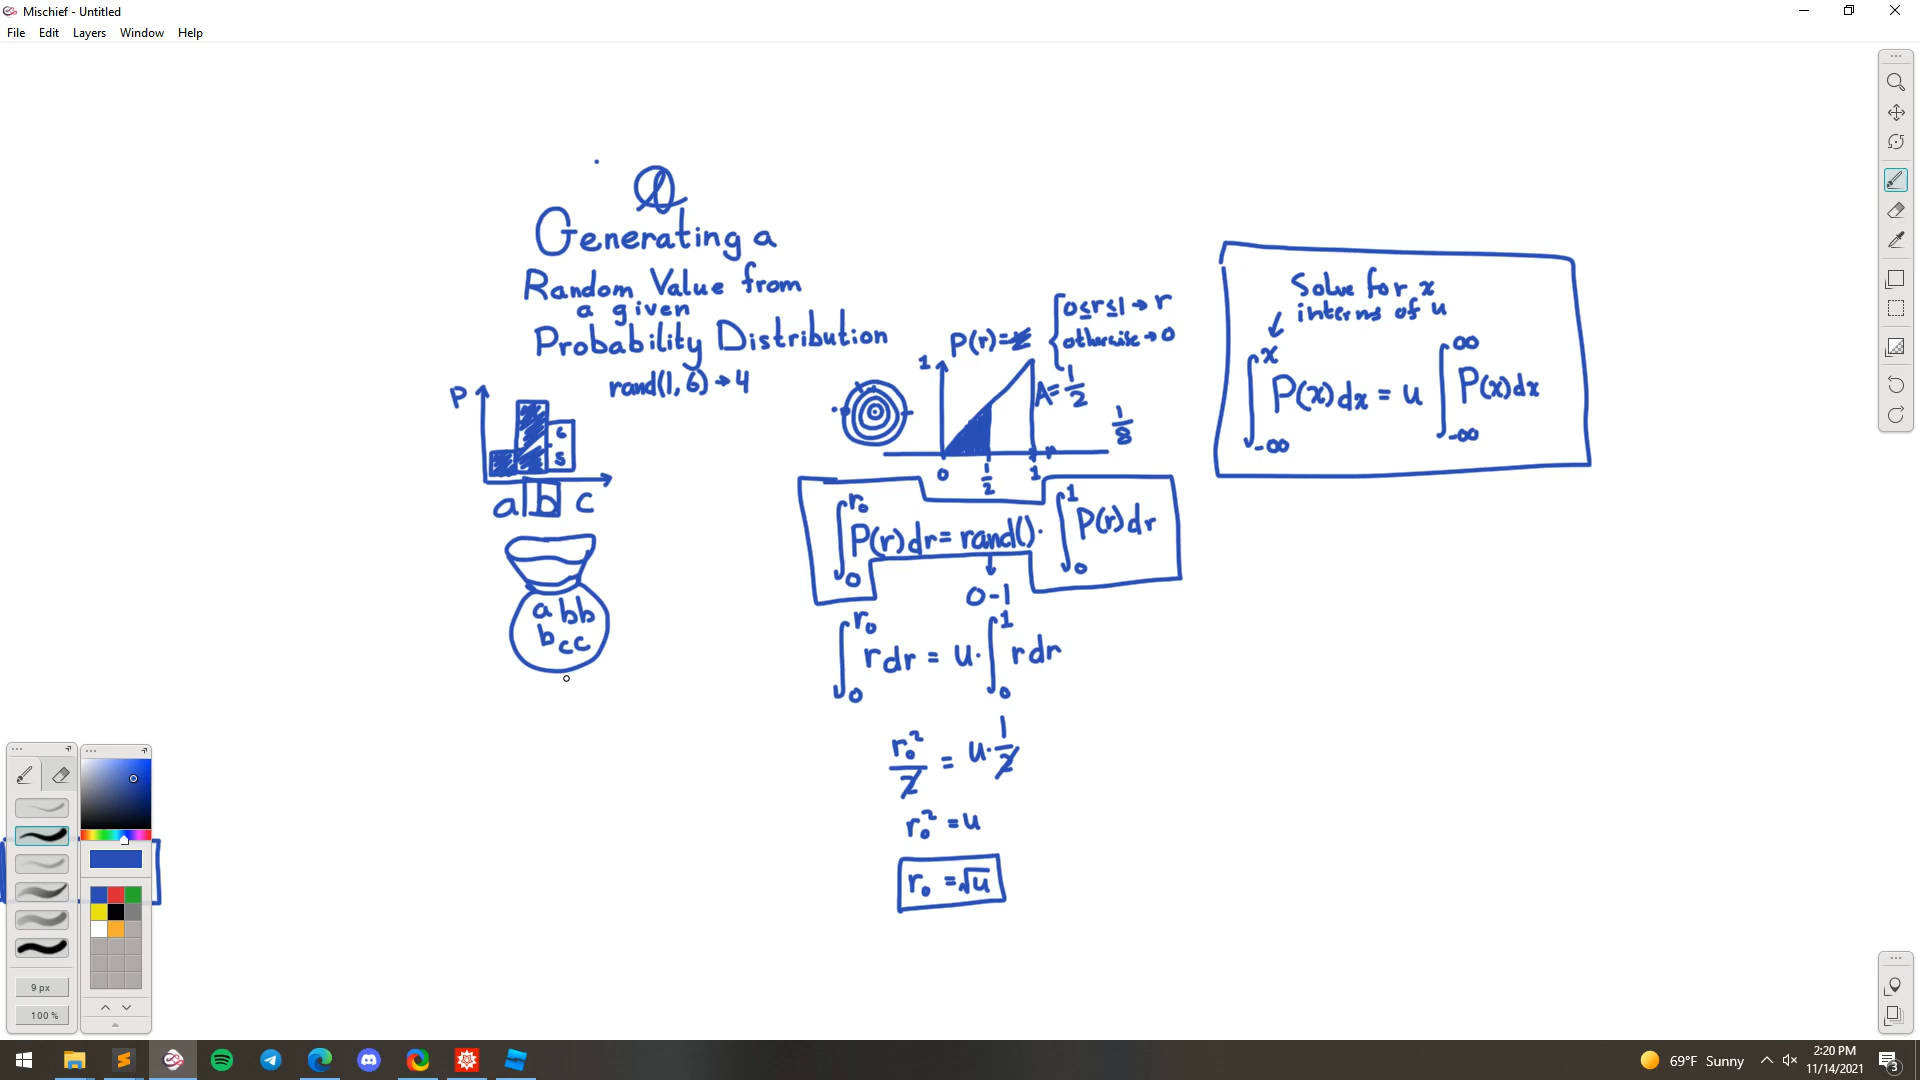 Mischief - Untitled
File Edit Layers Window Help
Generating a
Random Value from
a given
Probability Distribution
rand(1, 6) → 4
P
6
5
a b c
a bb
b cc
P(r)= { 0≤r≤1 → r
otherwise → 0
1
A = 1/2
1/8
0 1/2 1 r
∫₀^r₀ P(r)dr = rand() · ∫₀^1 P(r)dr
0-1
∫₀^r₀ rdr = u · ∫₀^1 rdr
r₀²/2 = u · 1/2
r₀² = u
r₀ = √u
Solve for x
interms of u
∫_-∞^x P(x)dx = u ∫_-∞^∞ P(x)dx
9 px
100 %
69°F Sunny
2:20 PM
11/14/2021
3